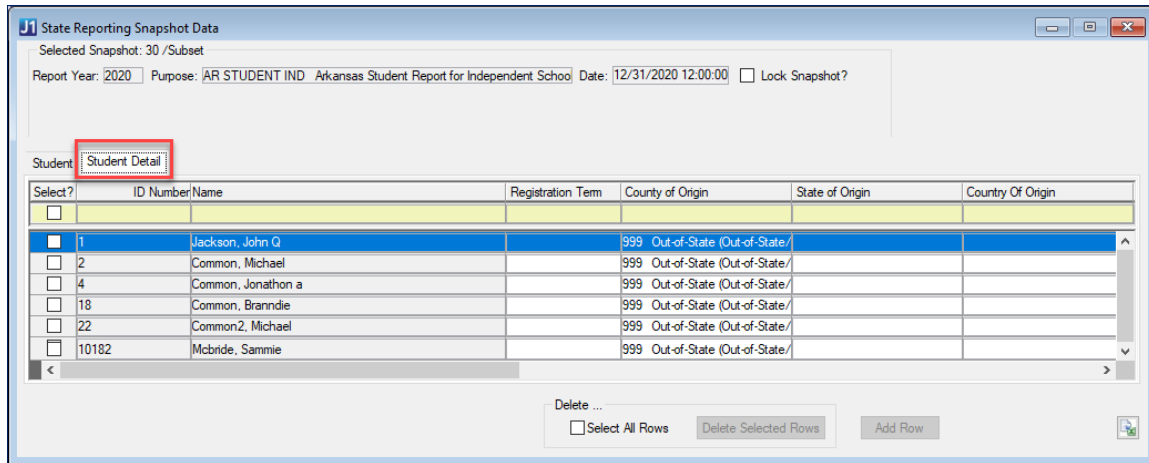 J1 State Reporting Snapshot Data
Selected Snapshot: 30 /Subset
Report Year: 2020 Purpose: AR STUDENT IND Arkansas Student Report for Independent Schoo Date: 12/31/2020 12:00:00 Lock Snapshot?
Student Student Detail
Select? ID Number Name Registration Term County of Origin State of Origin Country Of Origin
1 Jackson, John Q 999 Out-of-State (Out-of-State/
2 Common, Michael 999 Out-of-State (Out-of-State/
4 Common, Jonathon a 999 Out-of-State (Out-of-State/
18 Common, Branndie 999 Out-of-State (Out-of-State/
22 Common2, Michael 999 Out-of-State (Out-of-State/
10182 Mcbride, Sammie 999 Out-of-State (Out-of-State/
Delete ...
Select All Rows Delete Selected Rows Add Row